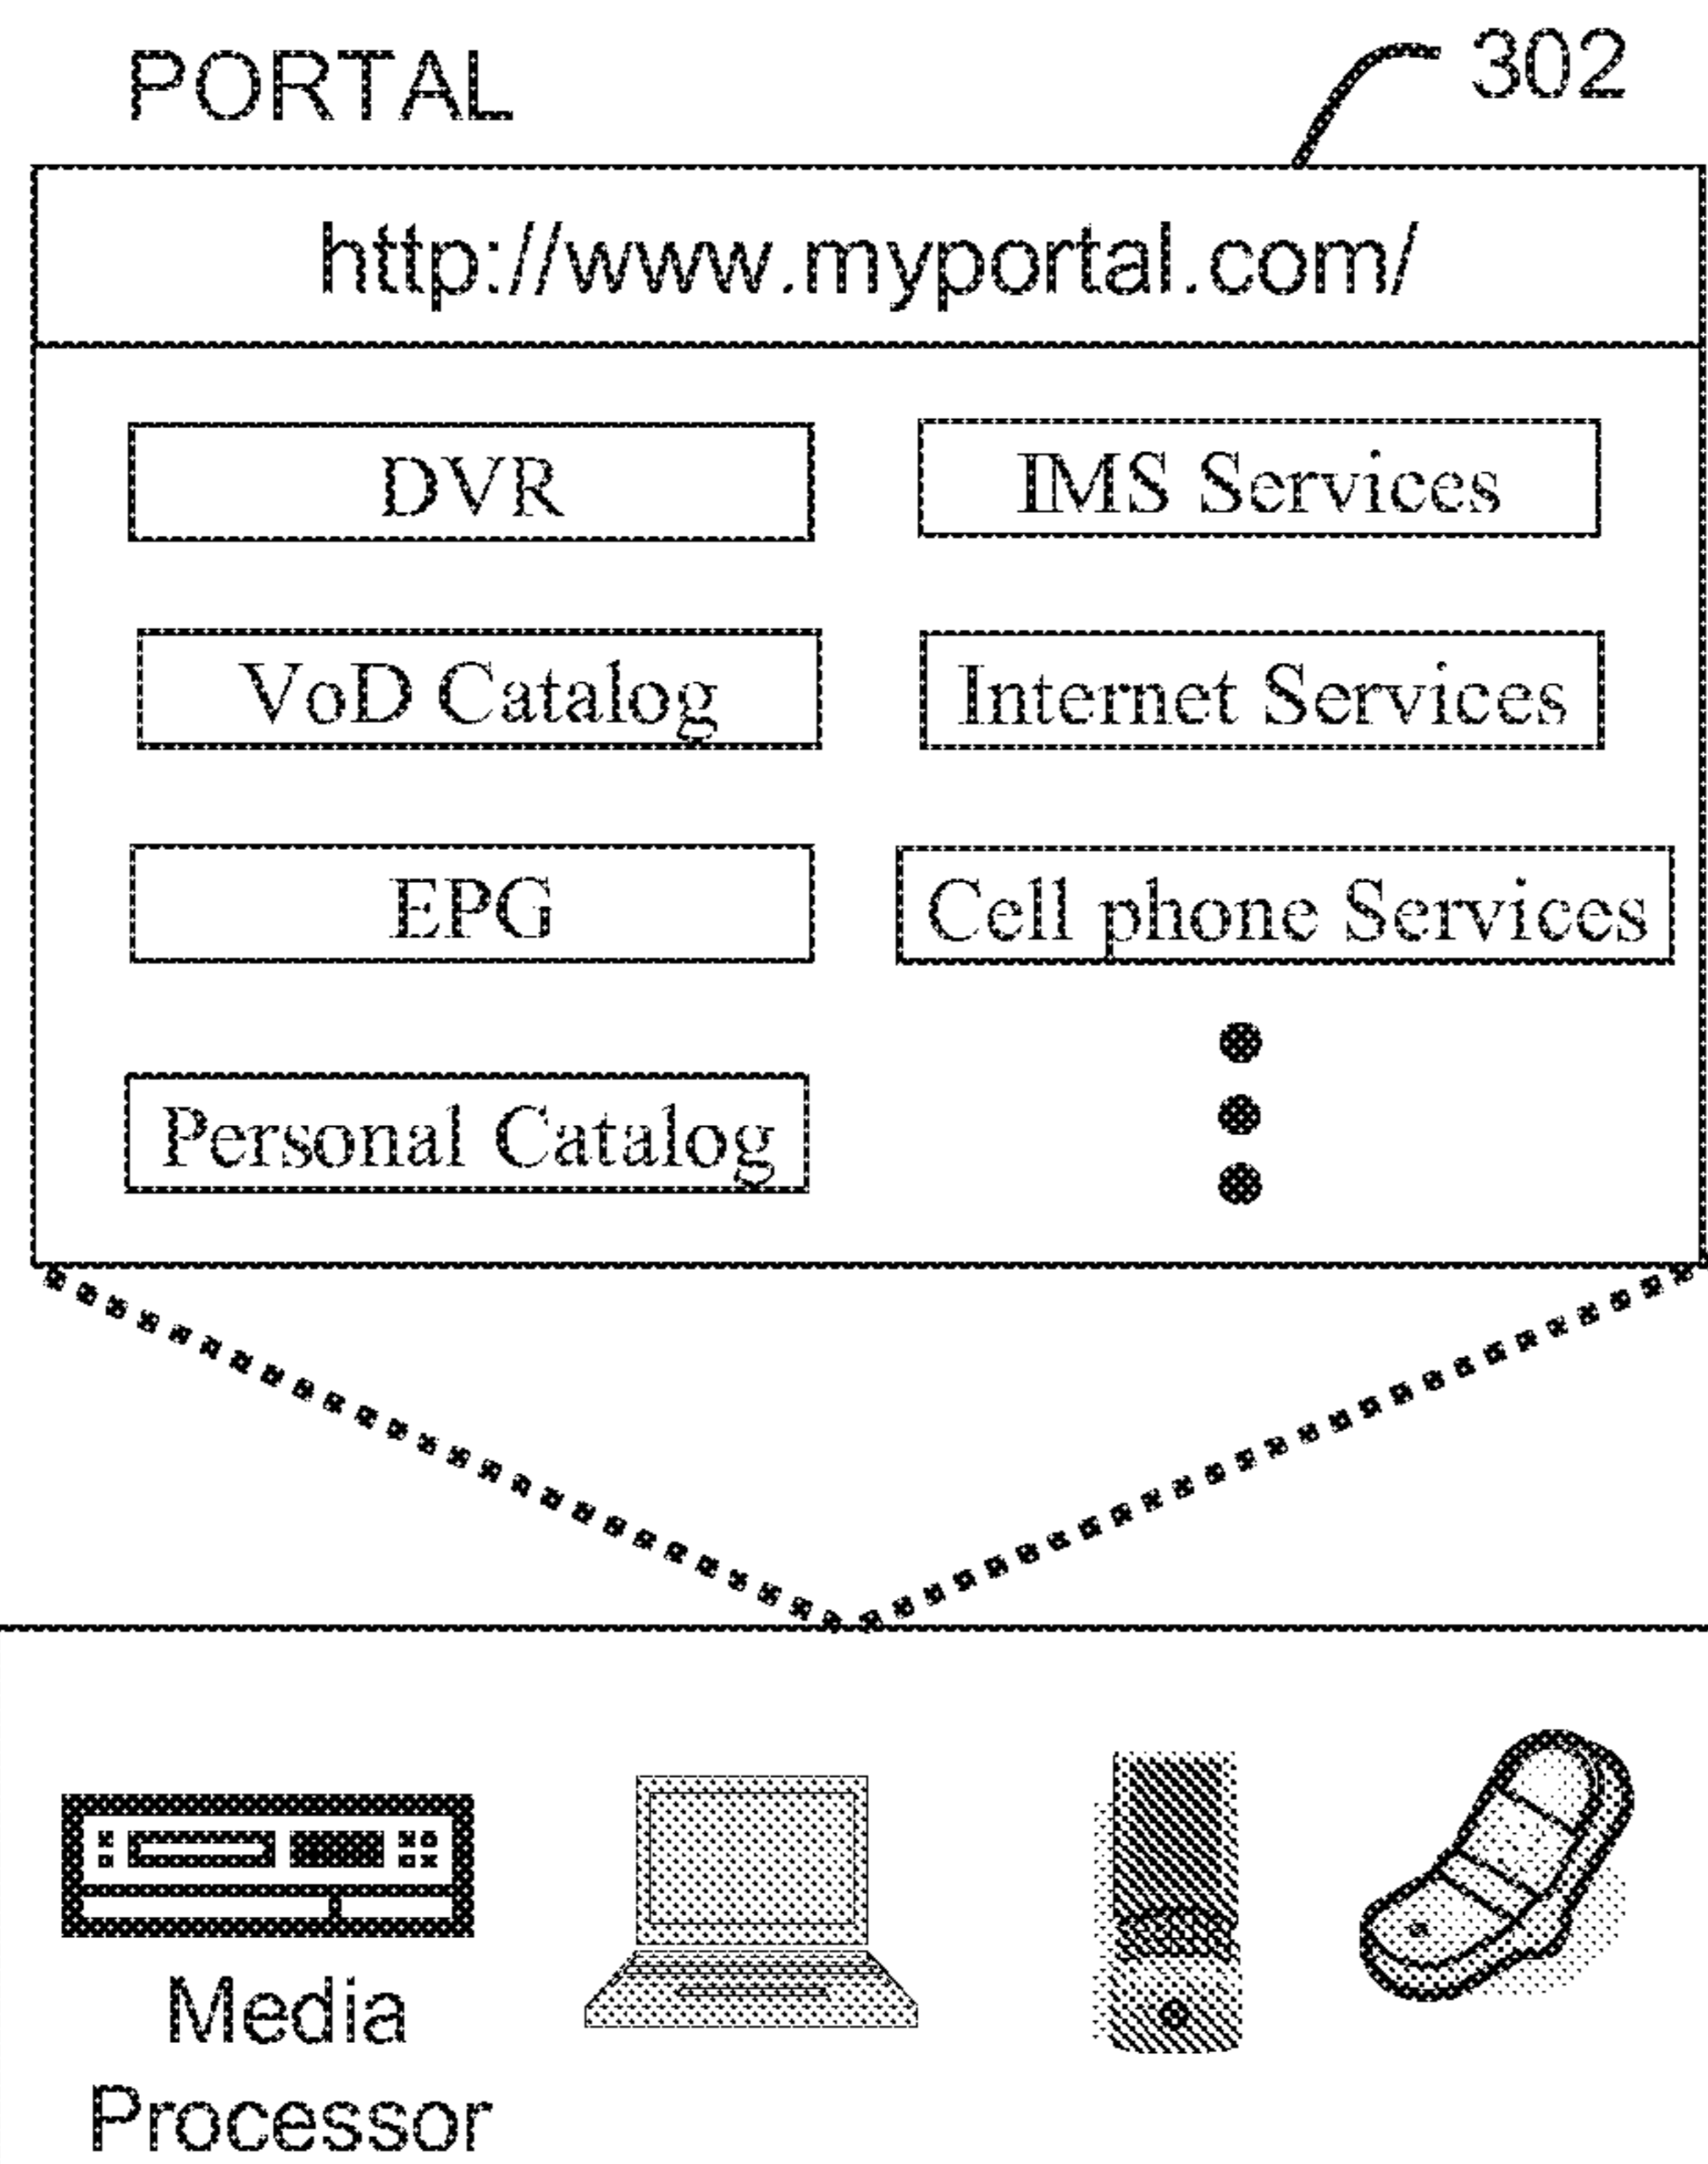 PORTAL
302
http://www.myportal.com/
DVR
IMS Services
VoD Catalog
Internet Services
EPG
Cell phone Services
Personal Catalog
Media
Processor